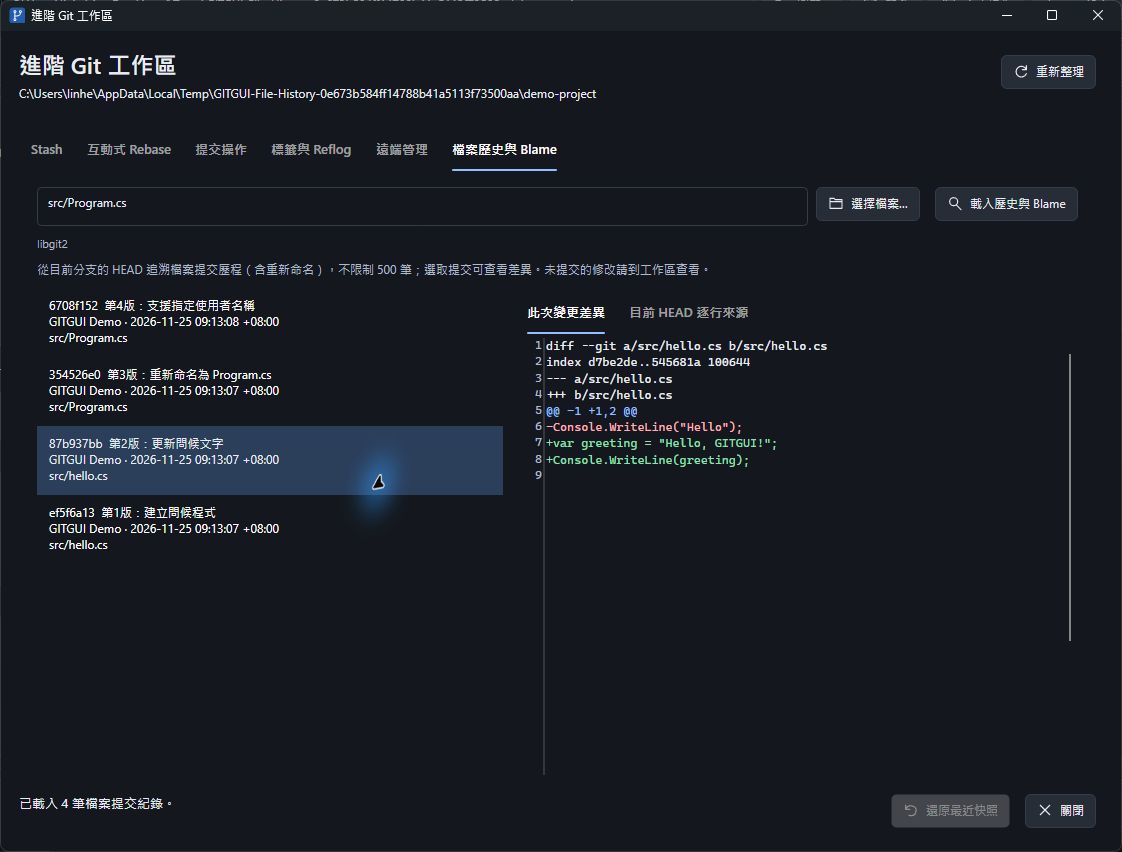 進階 Git 工作區
進階 Git 工作區
C:\Users\linhe\AppData\Local\Temp\GITGUI-File-History-0e673b584ff14788b41a5113f73500aa\demo-project
重新整理
Stash 互動式 Rebase 提交操作 標籤與 Reflog 遠端管理 檔案歷史與 Blame
src/Program.cs
選擇檔案...
載入歷史與 Blame
libgit2
從目前分支的 HEAD 追溯檔案提交歷程（含重新命名），不限制 500 筆；選取提交可查看差異。未提交的修改請到工作區查看。
6708f152 第4版：支援指定使用者名稱
GITGUI Demo · 2026-11-25 09:13:08 +08:00
src/Program.cs
354526e0 第3版：重新命名為 Program.cs
GITGUI Demo · 2026-11-25 09:13:07 +08:00
src/Program.cs
87b937bb 第2版：更新問候文字
GITGUI Demo · 2026-11-25 09:13:07 +08:00
src/hello.cs
ef5f6a13 第1版：建立問候程式
GITGUI Demo · 2026-11-25 09:13:07 +08:00
src/hello.cs
此次變更差異 目前 HEAD 逐行來源
1 diff --git a/src/hello.cs b/src/hello.cs
2 index d7be2de..545681a 100644
3 --- a/src/hello.cs
4 +++ b/src/hello.cs
5 @@ -1 +1,2 @@
6 -Console.WriteLine("Hello");
7 +var greeting = "Hello, GITGUI!";
8 +Console.WriteLine(greeting);
9
已載入 4 筆檔案提交紀錄。
還原最近快照
關閉